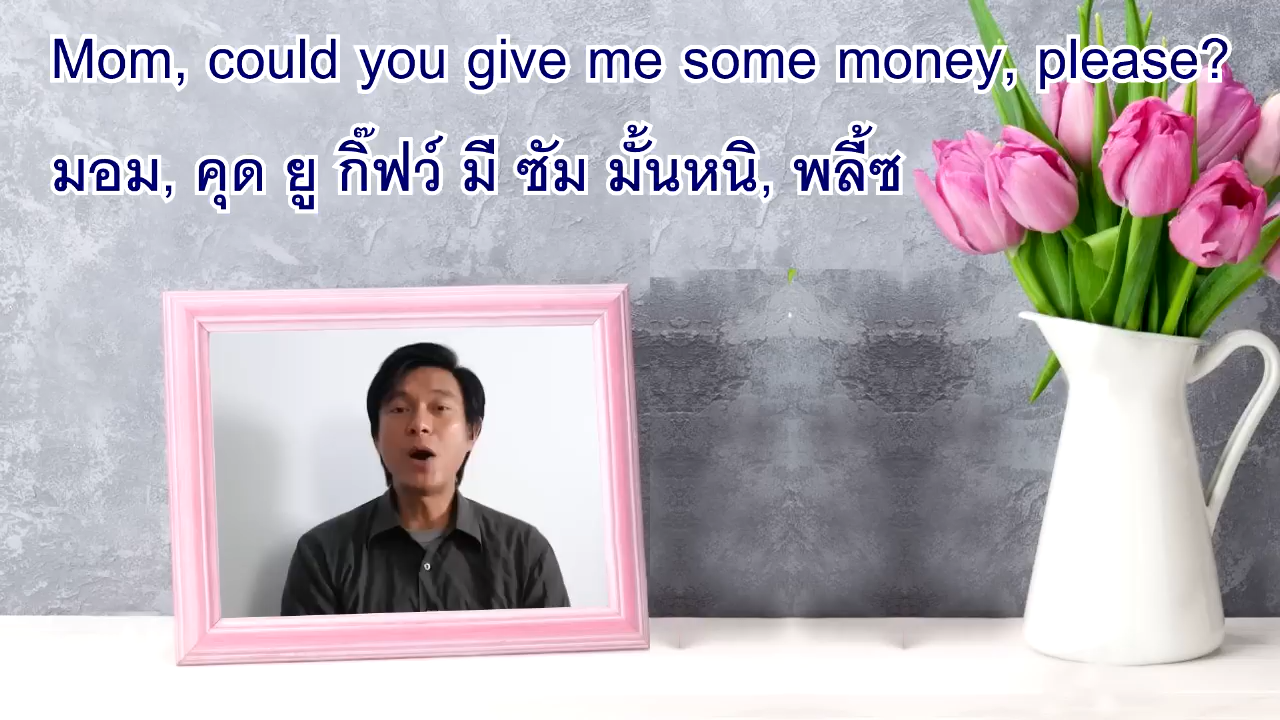 Mom, could you give me some money, please?
มอม, คุด ยู กิ๊ฟว์ มี ซัม มั้นหนิ, พลี้ซ